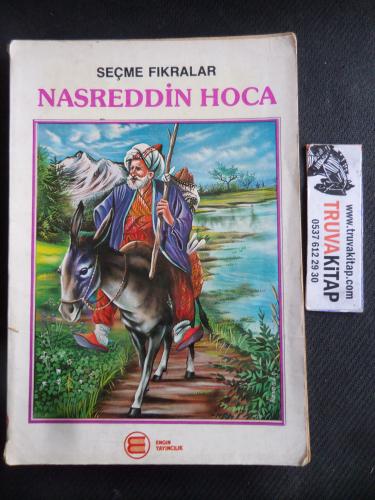 SEÇME FIKRALAR
NASREDDİN HOCA
ENGİN
YAYINCILIK
www.truvakitap.com
TRUVAKİTAP
0537 612 29 30